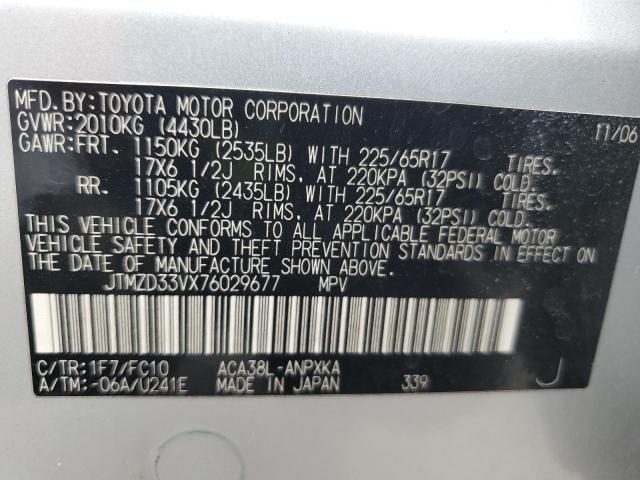 MFD.BY:TOYOTA MOTOR CORPORATION 11/06
GVWR:2010KG (4430LB)
GAWR:FRT. 1150KG (2535LB) WITH 225/65R17 TIRES.
17X6 1/2J RIMS. AT 220KPA (32PSI) COLD.
RR. 1105KG (2435LB) WITH 225/65R17 TIRES.
17X6 1/2J RIMS. AT 220KPA (32PSI) COLD.
THIS VEHICLE CONFORMS TO ALL APPLICABLE FEDERAL MOTOR
VEHICLE SAFETY AND THEFT PREVENTION STANDARDS IN EFFECT ON
THE DATE OF MANUFACTURE SHOWN ABOVE.
JTMZD33VX76029677 MPV
C/TR:1F7/FC10 ACA38L-ANPXKA
A/TM:-06A/U241E MADE IN JAPAN 339 J